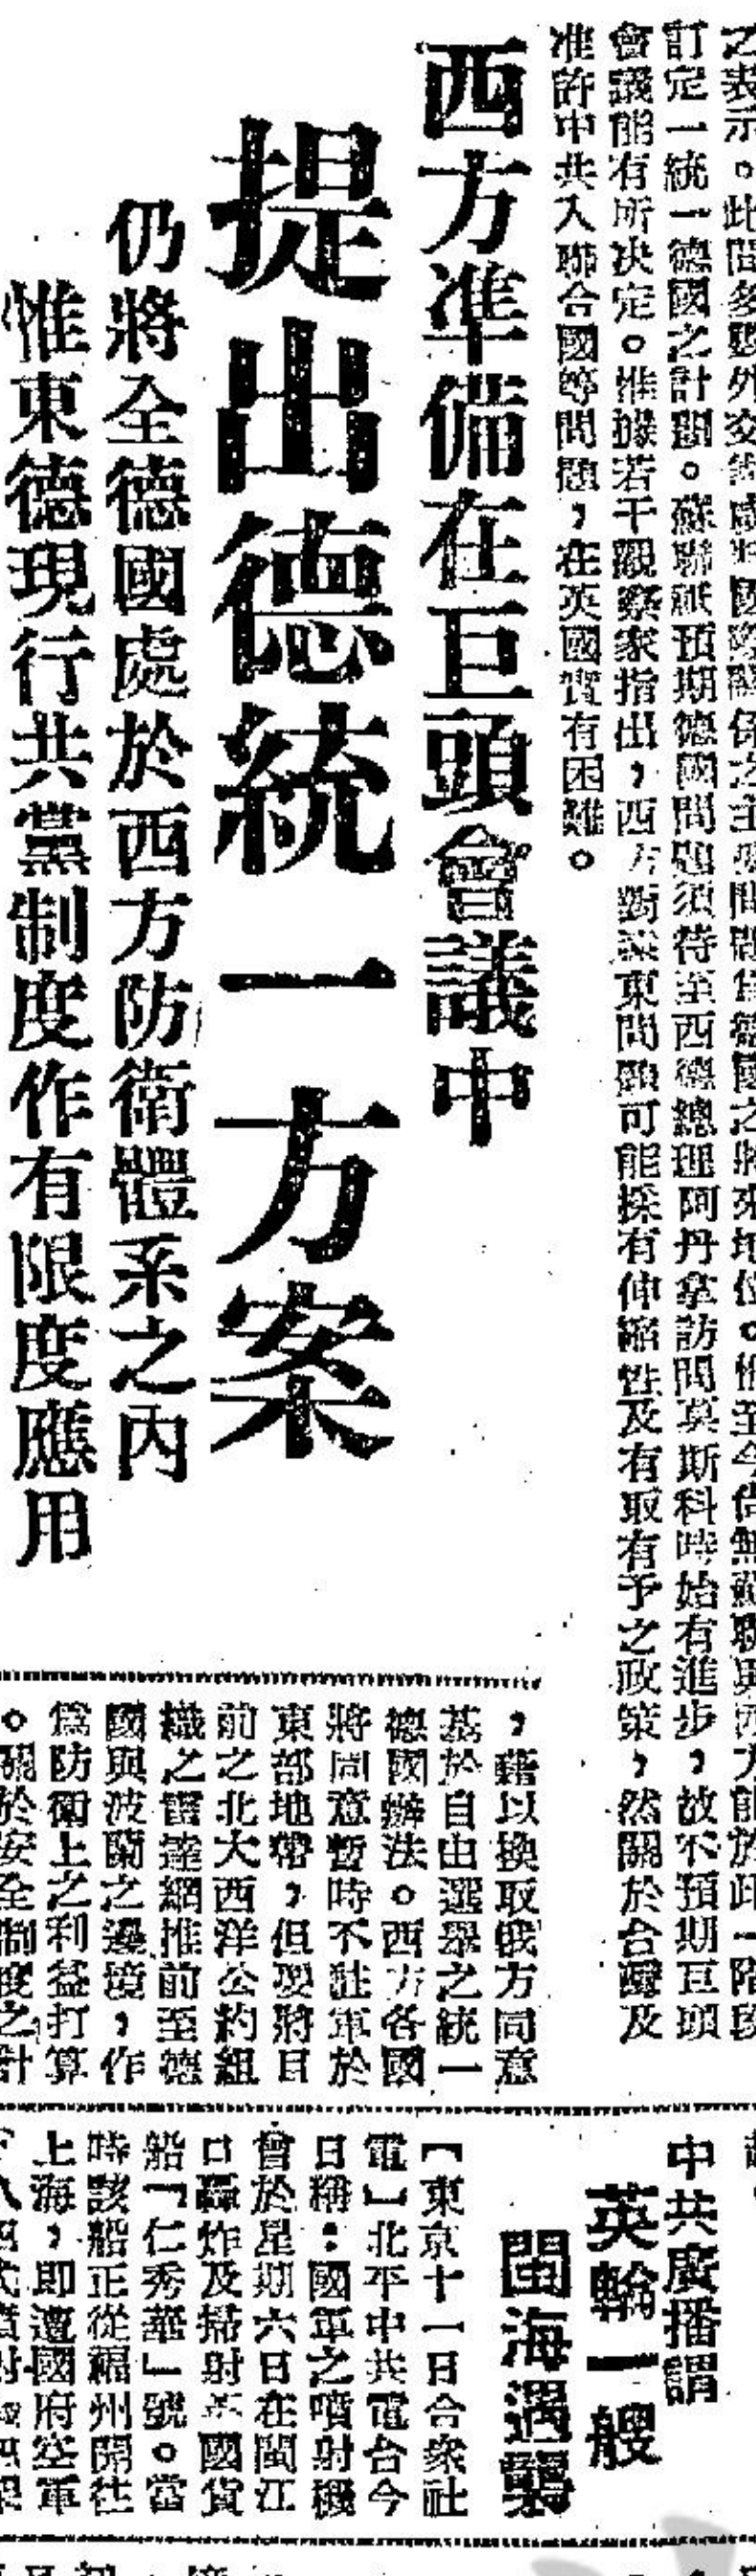 之表示。此間多數外交
訂定一統一德國之計劃。蘇聯祇預期德國問題須待至西德總理阿丹拿訪問莫斯科時始有進步，故不預期巨頭
會議能有所決定。惟據若干觀察家指出，西方對遠東問題可能採有伸縮性及有取有予之政策，然關於台灣及
准許中共入聯合國等問題，在英國實有困難。
西方準備在巨頭會議中
提出德統一方案
仍將全德國處於西方防衛體系之內
惟東德現行共黨制度作有限度應用
，藉以換取俄方同意
基於自由選舉之統一
德國辦法。西方各國
將同意暫時不駐軍於
東部地帶，但要將目
前之北大西洋公約組
織之雷達網推前至德
國與波蘭之邊境，作
為防衛上之利益打算
。關於安全制度之計
中共廣播謂
英輪一艘
閩海遇襲
【東京十一日合衆社
電】北平中共電台今
日稱：國軍之噴射機
曾於星期六日在閩江
口轟炸及掃射英國貨
船「仁秀華」號。當
時該船正從福州開往
上海，即遭國府空軍